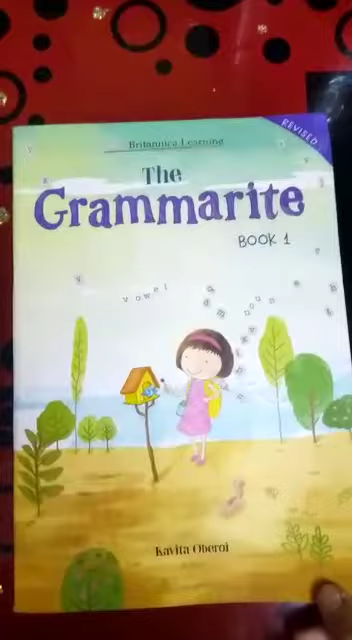 Britannica Learning
REVISED
The
Grammarite
BOOK 1
vowel
noun
Kavita Oberoi